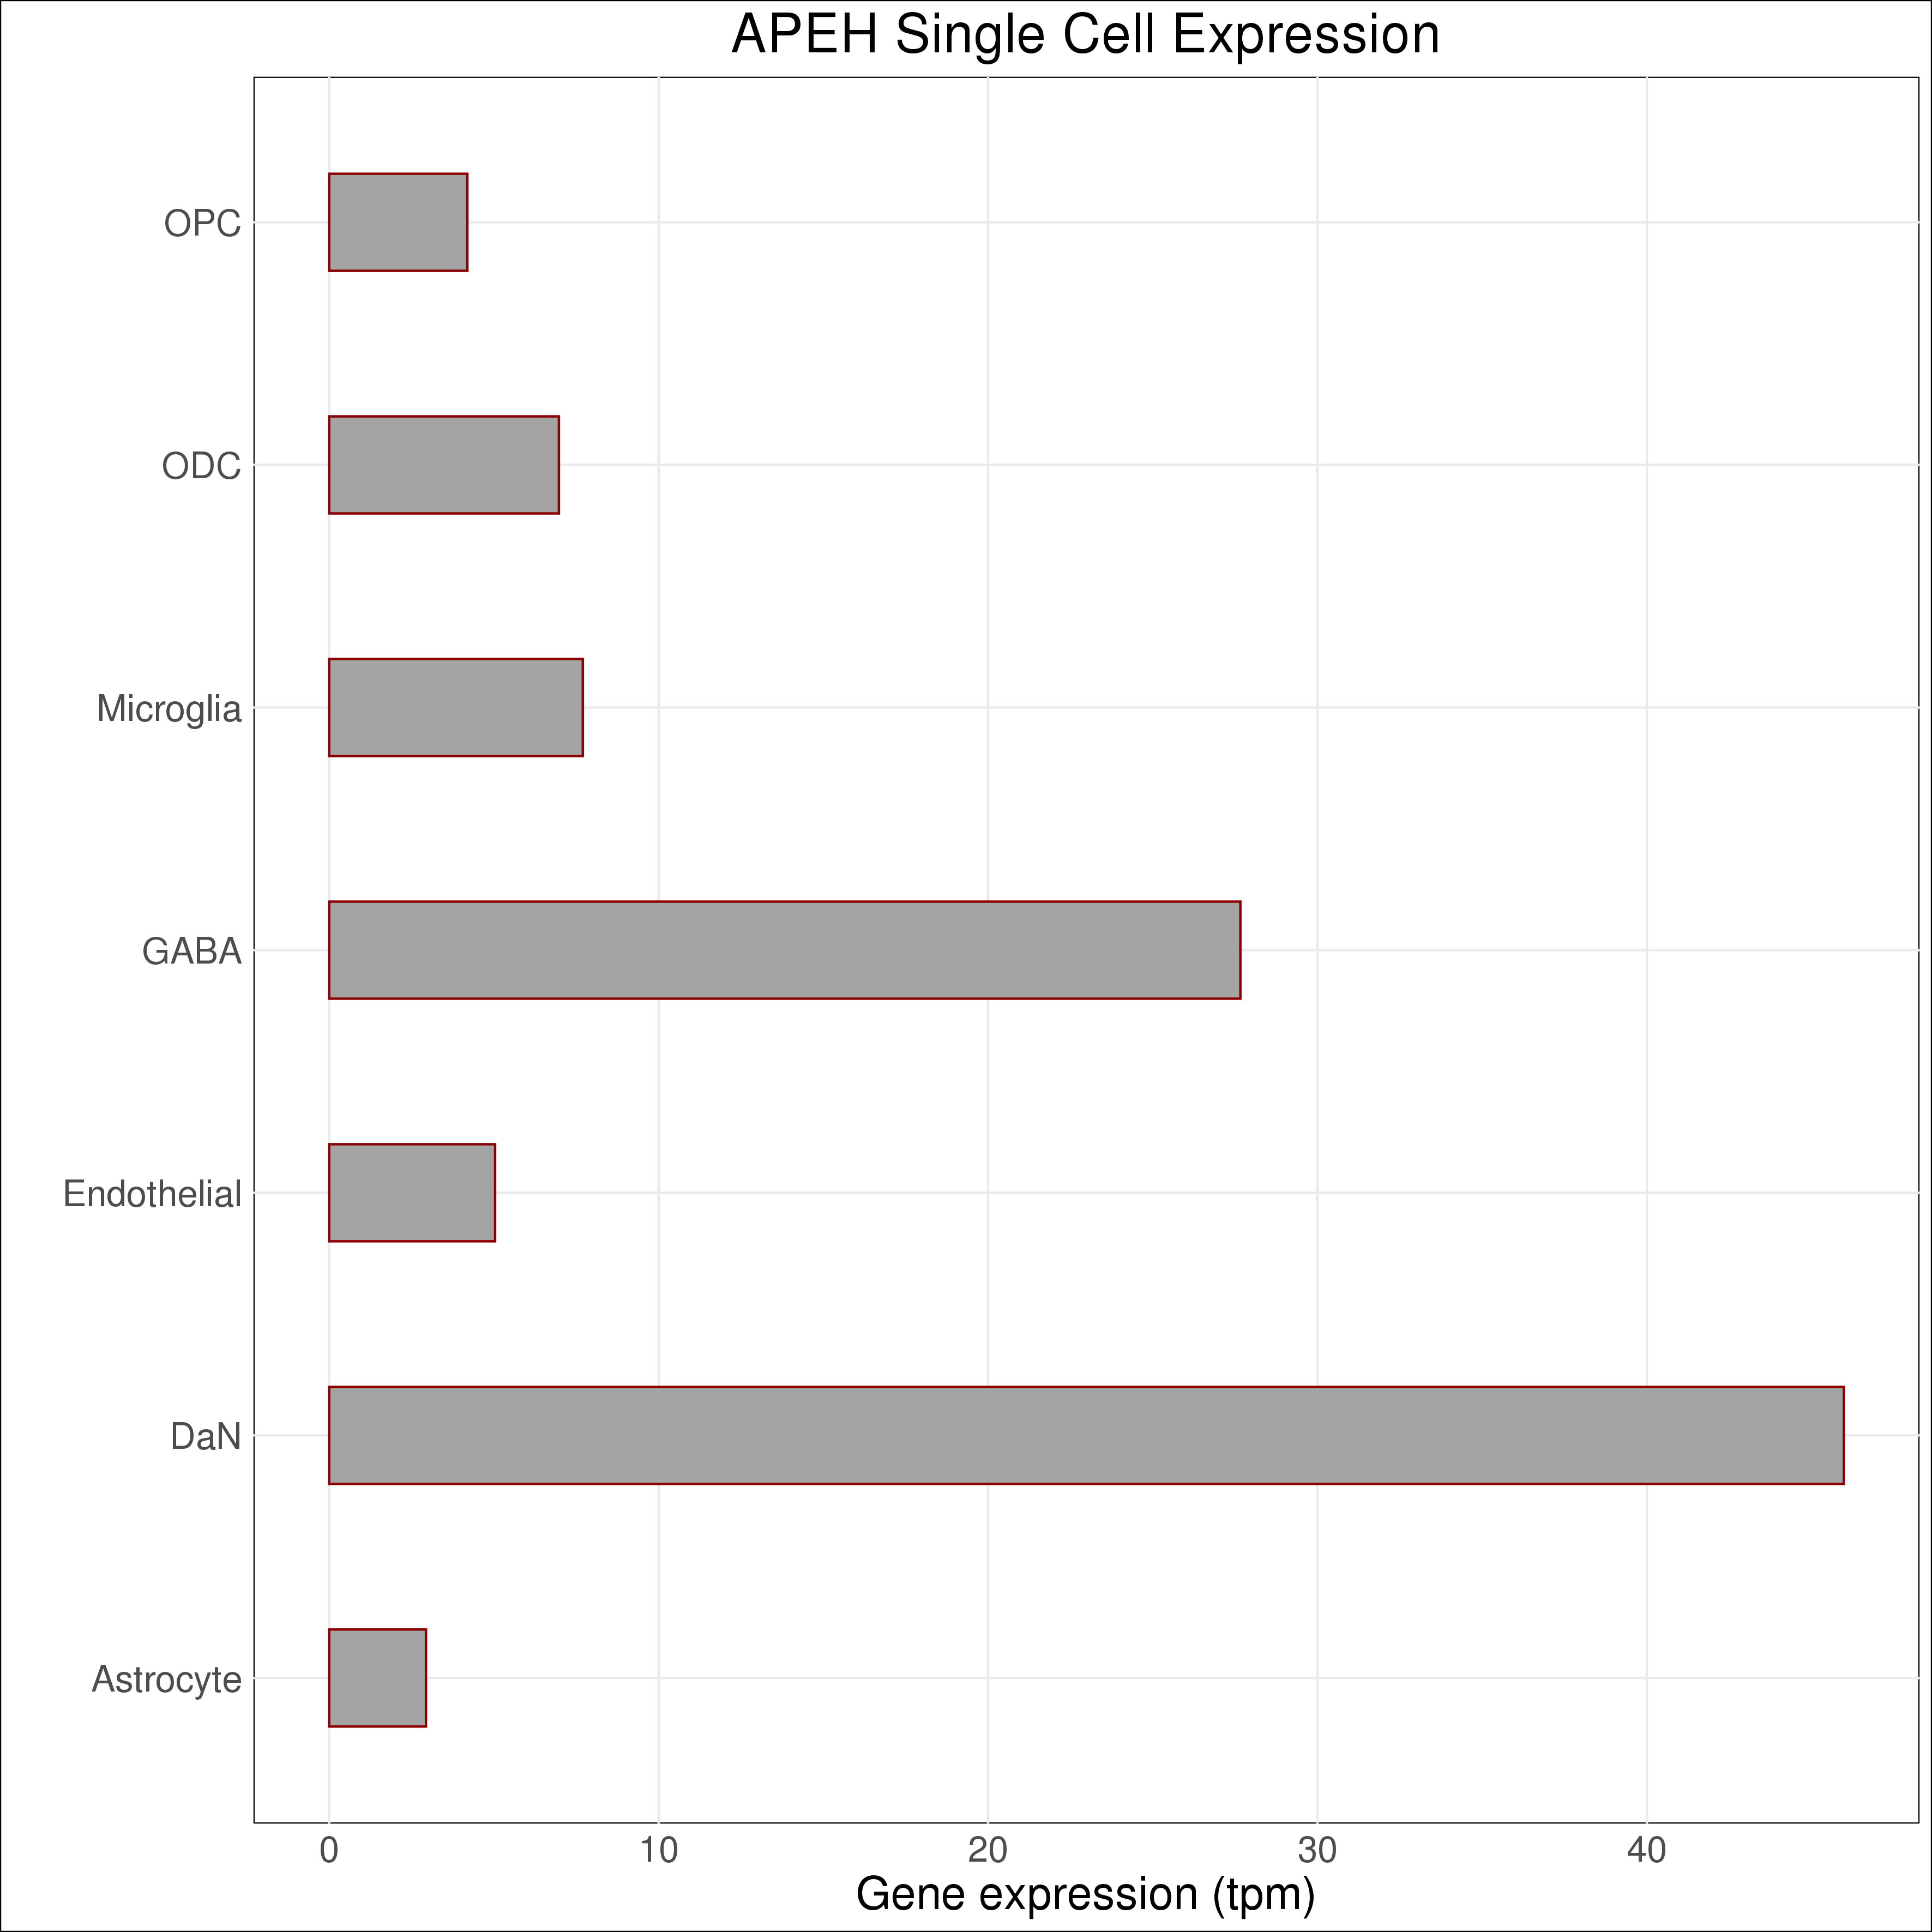 APEH Single Cell Expression
OPC
ODC
Microglia
GABA
Endothelial
DaN
Astrocyte
0 10 20 30 40
Gene expression (tpm)